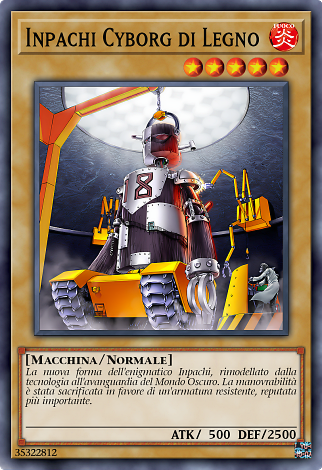 INPACHI CYBORG DI LEGNO
FUOCO
炎
[MACCHINA/NORMALE]
La nuova forma dell'enigmatico Inpachi, rimodellato dalla
tecnologia all'avanguardia del Mondo Oscuro. La manovrabilità
è stata sacrificata in favore di un'armatura resistente, reputata
più importante.
ATK/ 500 DEF/2500
35322812